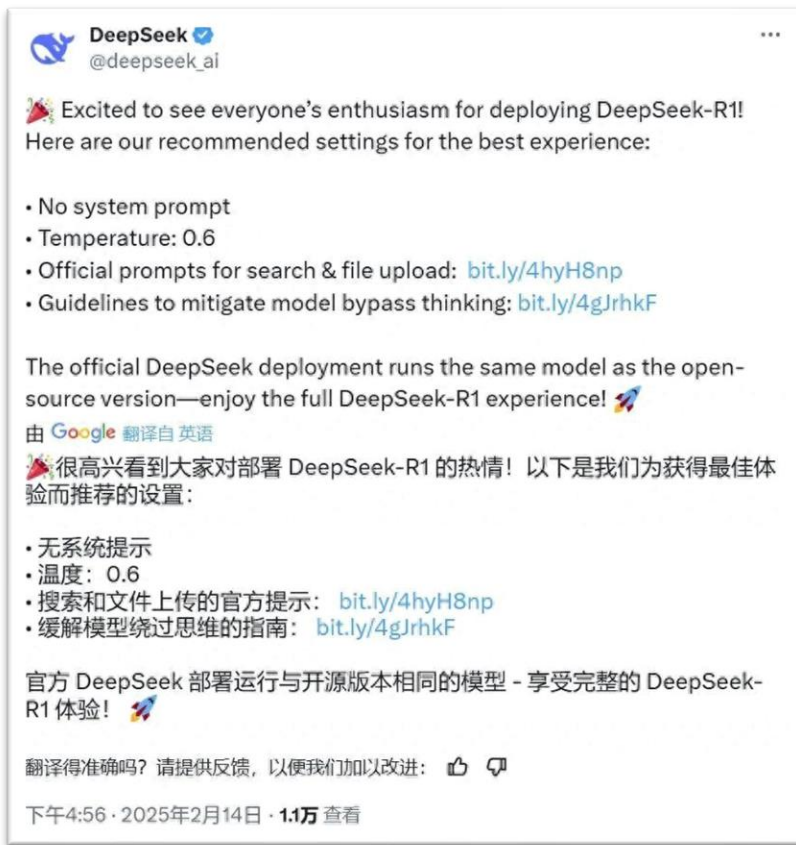 DeepSeek
@deepseek_ai
🎉 Excited to see everyone's enthusiasm for deploying DeepSeek-R1!
Here are our recommended settings for the best experience:
• No system prompt
• Temperature: 0.6
• Official prompts for search & file upload: bit.ly/4hyH8np
• Guidelines to mitigate model bypass thinking: bit.ly/4gJrhkF
The official DeepSeek deployment runs the same model as the open-
source version—enjoy the full DeepSeek-R1 experience! 🚀
由 Google 翻译自 英语
🎉很高兴看到大家对部署 DeepSeek-R1 的热情！以下是我们为获得最佳体
验而推荐的设置：
• 无系统提示
• 温度：0.6
• 搜索和文件上传的官方提示： bit.ly/4hyH8np
• 缓解模型绕过思维的指南： bit.ly/4gJrhkF
官方 DeepSeek 部署运行与开源版本相同的模型 - 享受完整的 DeepSeek-
R1 体验！ 🚀
翻译得准确吗？请提供反馈，以便我们加以改进：
下午4:56 · 2025年2月14日 · 1.1万 查看